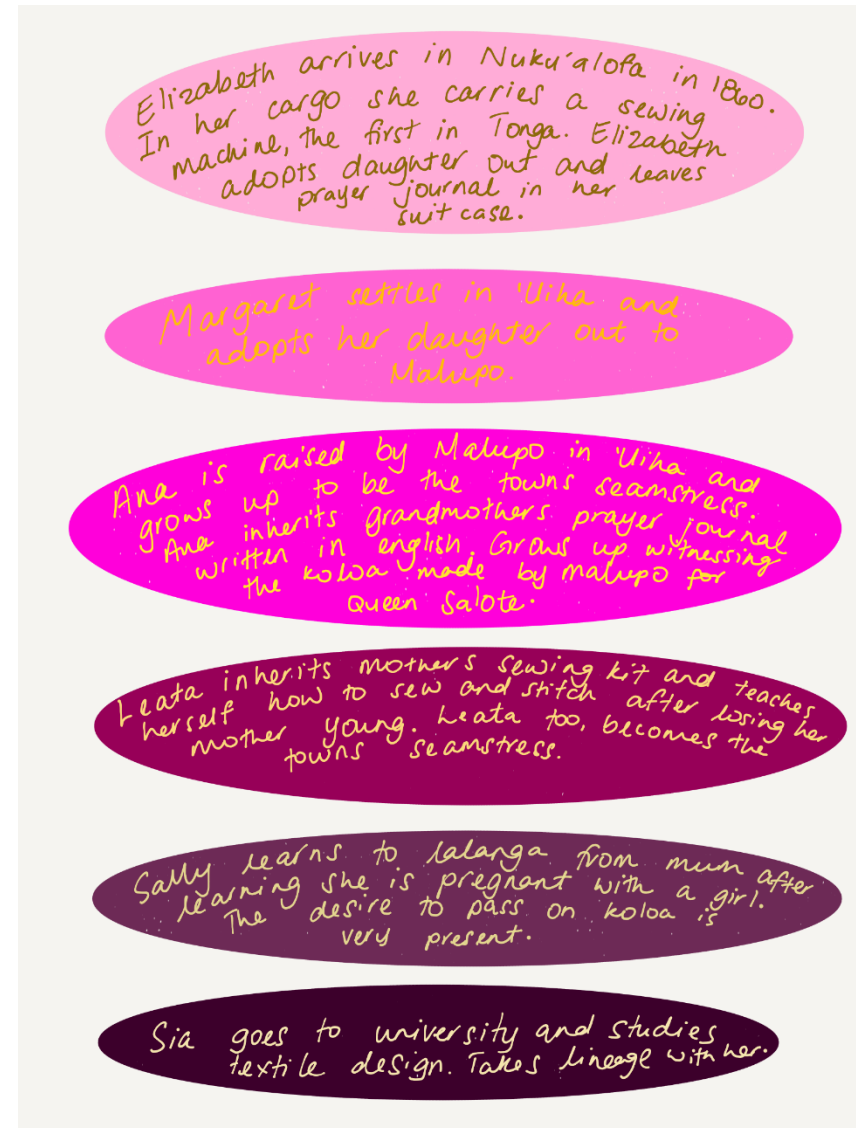 Elizabeth arrives in Nuku'alofa in 1860.
In her cargo she carries a sewing
machine, the first in Tonga. Elizabeth
adopts daughter out and leaves
prayer journal in her
suitcase.
Margaret settles in 'Uiha and
adopts her daughter out to
Malupo.
Ana is raised by Malupo in 'Uiha and
grows up to be the towns seamstress.
Ana inherits grandmothers prayer journal
written in english. Grows up witnessing
the koloa made by malupo for
Queen Salote.
Leata inherits mothers sewing kit and teaches
herself how to sew and stitch after losing her
mother young. Leata too, becomes the
towns seamstress.
Sally learns to lalanga from mum after
learning she is pregnant with a girl.
The desire to pass on koloa is
very present.
Sia goes to university and studies
textile design. Takes lineage with her.